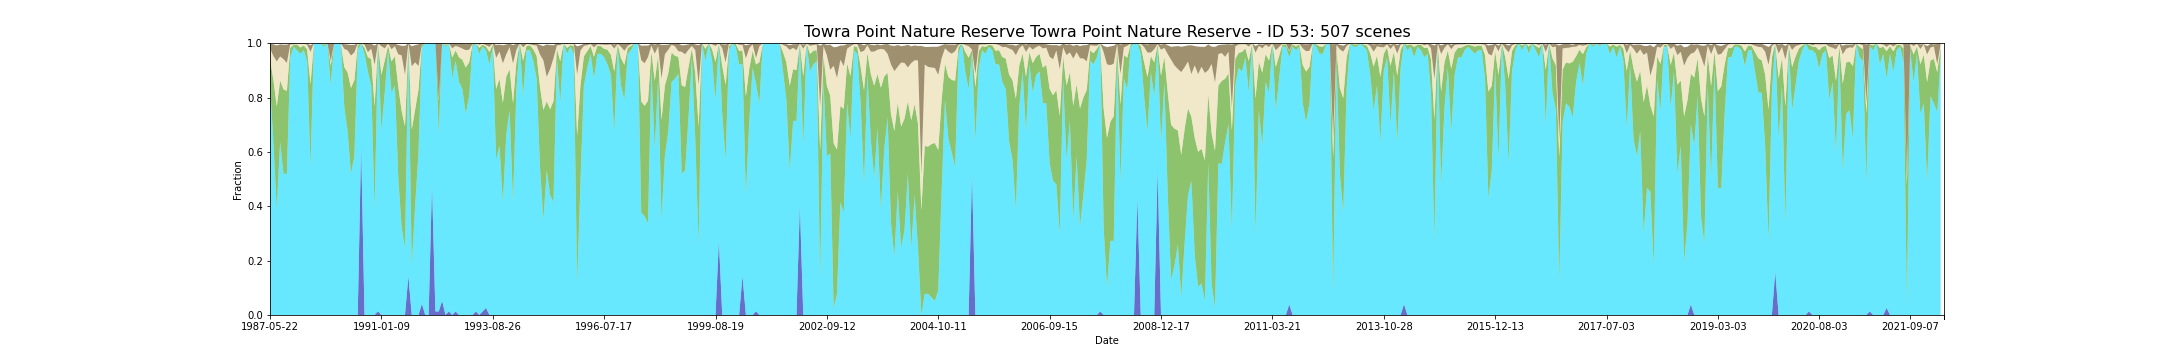 Towra Point Nature Reserve Towra Point Nature Reserve - ID 53: 507 scenes
1.0
0.8
0.6
0.4
0.2
0.0
Fraction
1987-05-22 1991-01-09 1993-08-26 1996-07-17 1999-08-19 2002-09-12 2004-10-11 2006-09-15 2008-12-17 2011-03-21 2013-10-28 2015-12-13 2017-07-03 2019-03-03 2020-08-03 2021-09-07
Date